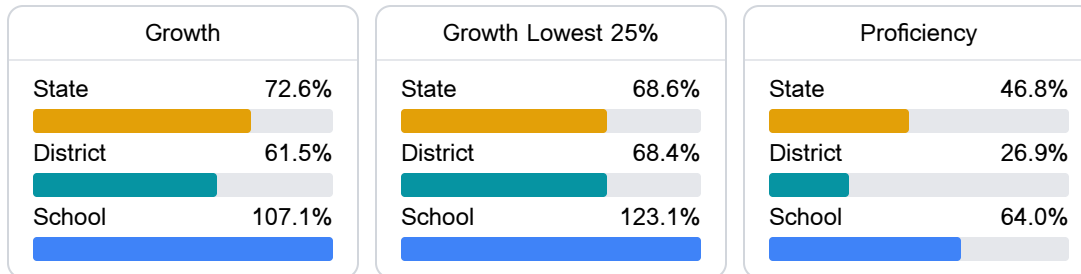 Growth
State 72.6%
District 61.5%
School 107.1%
Growth Lowest 25%
State 68.6%
District 68.4%
School 123.1%
Proficiency
State 46.8%
District 26.9%
School 64.0%